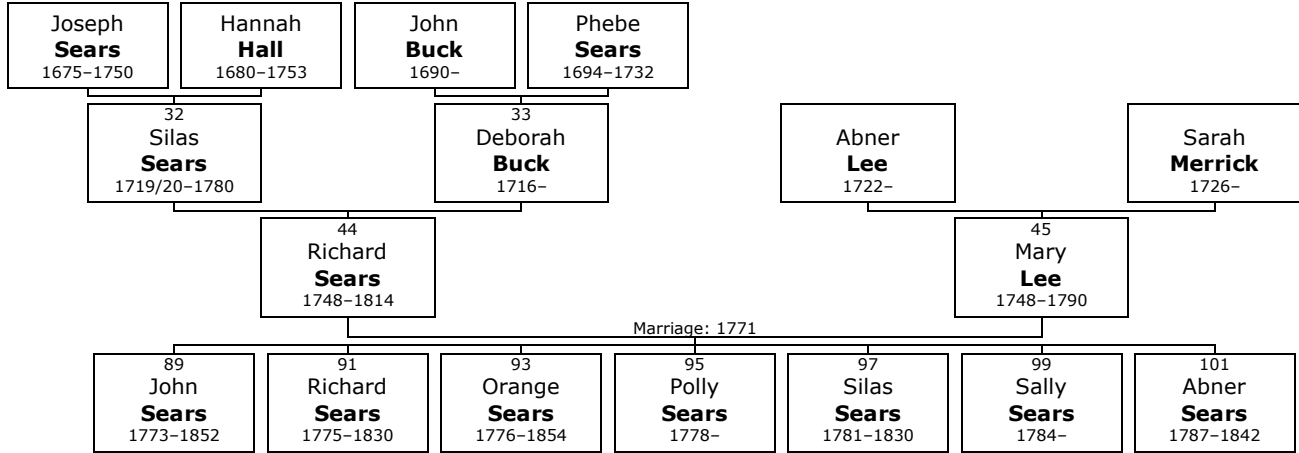 Joseph
Sears
1675–1750
Hannah
Hall
1680–1753
John
Buck
1690–
Phebe
Sears
1694–1732
32
Silas
Sears
1719/20–1780
33
Deborah
Buck
1716–
Abner
Lee
1722–
Sarah
Merrick
1726–
44
Richard
Sears
1748–1814
45
Mary
Lee
1748–1790
Marriage: 1771
89
John
Sears
1773–1852
91
Richard
Sears
1775–1830
93
Orange
Sears
1776–1854
95
Polly
Sears
1778–
97
Silas
Sears
1781–1830
99
Sally
Sears
1784–
101
Abner
Sears
1787–1842